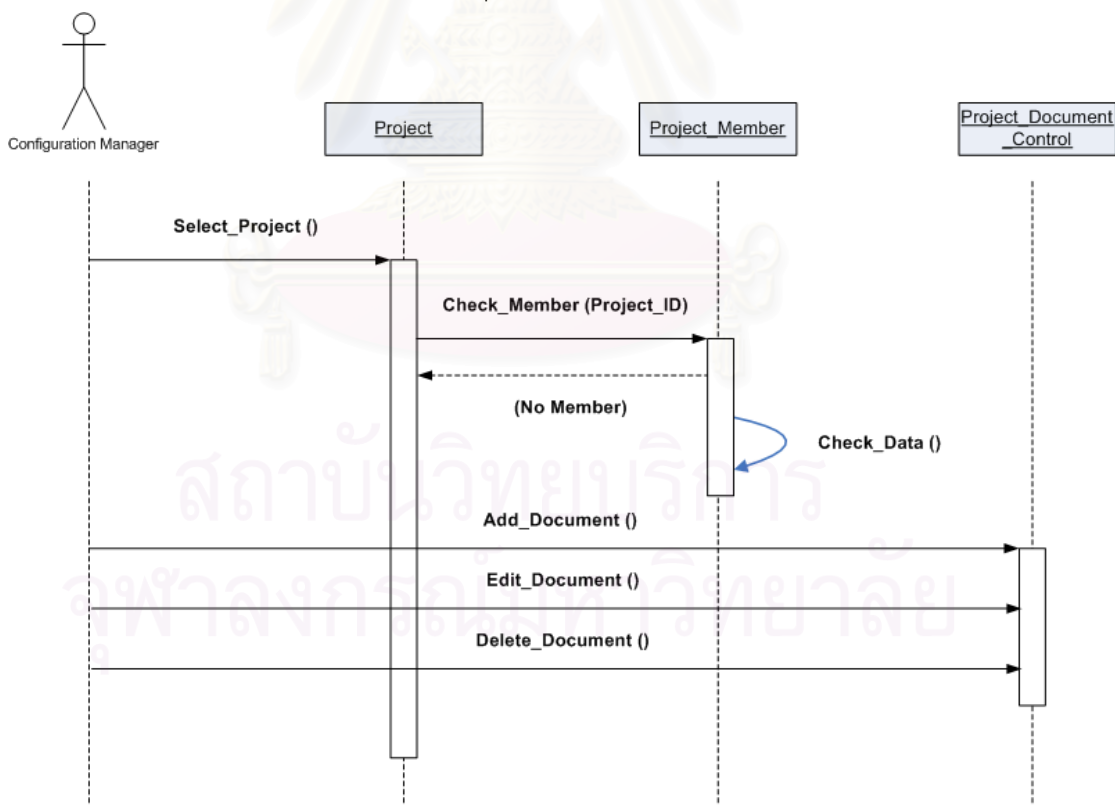 Configuration Manager
Project
Project_Member
Project_Document
_Control
Select_Project ()
Check_Member (Project_ID)
(No Member)
Check_Data ()
สถาบันวิทยบริการ
Add_Document ()
จุฬาลงกรณ์มหาวิทยาลัย
Edit_Document ()
Delete_Document ()